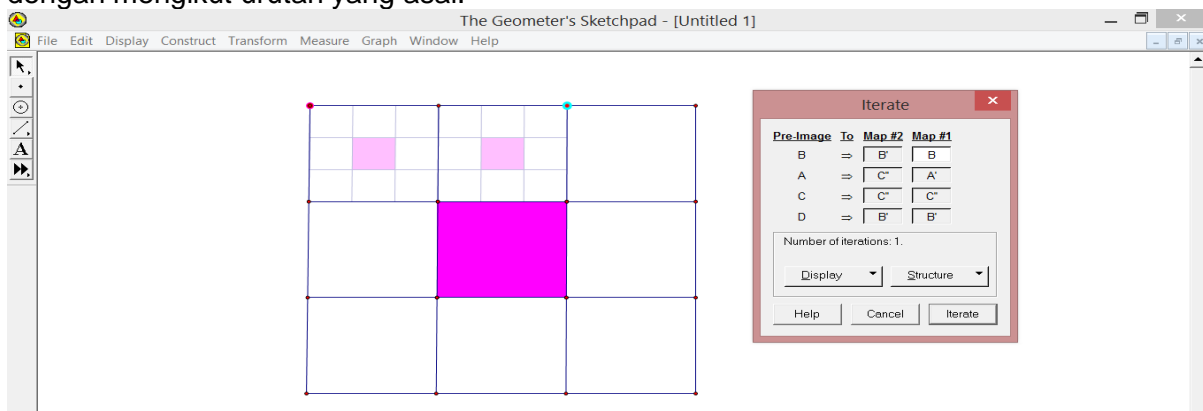 dengan mengikut urutan yang asal.
The Geometer's Sketchpad - [Untitled 1]
File Edit Display Construct Transform Measure Graph Window Help
A
Iterate
Pre-Image To Map #2 Map #1
B ⇒ B' B
A ⇒ C" A'
C ⇒ C" C"
D ⇒ B' B'
Number of iterations: 1.
Display Structure
Help Cancel Iterate